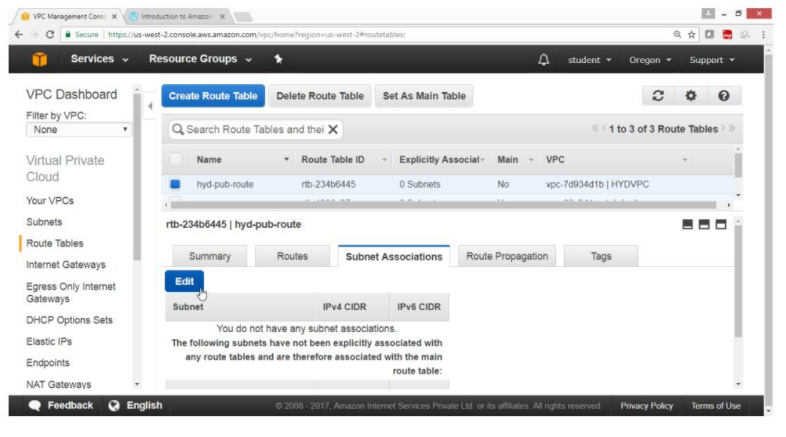 VPC Management Cons
Introduction to Amazon
Secure | https://us-west-2.console.aws.amazon.com/vpc/home?region=us-west-2#routetables:
Services Resource Groups student Oregon Support
VPC Dashboard
Filter by VPC:
None
Virtual Private
Cloud
Your VPCs
Subnets
Route Tables
Internet Gateways
Egress Only Internet
Gateways
DHCP Options Sets
Elastic IPs
Endpoints
NAT Gateways
Create Route Table Delete Route Table Set As Main Table
Search Route Tables and thei X 1 to 3 of 3 Route Tables
Name Route Table ID Explicitly Associat Main VPC
hyd-pub-route rtb-234b6445 0 Subnets No vpc-7d934d1b | HYDVPC
rtb-234b6445 | hyd-pub-route
Summary Routes Subnet Associations Route Propagation Tags
Edit
Subnet IPv4 CIDR IPv6 CIDR
You do not have any subnet associations.
The following subnets have not been explicitly associated with
any route tables and are therefore associated with the main
route table:
Feedback English © 2008 - 2017, Amazon Internet Services Private Ltd. or its affiliates. All rights reserved. Privacy Policy Terms of Use